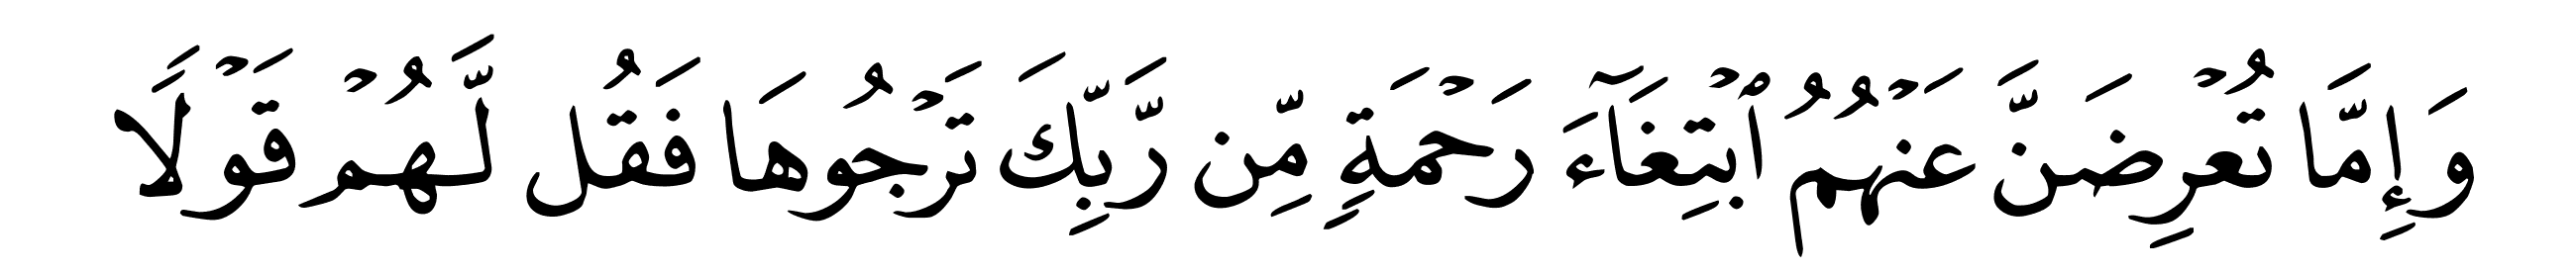 وَإِمَّا تُعْرِضَنَّ عَنْهُمُ ٱبْتِغَآءَ رَحْمَةٍ مِّن رَّبِّكَ تَرْجُوهَا فَقُل لَّهُمْ قَوْلًا